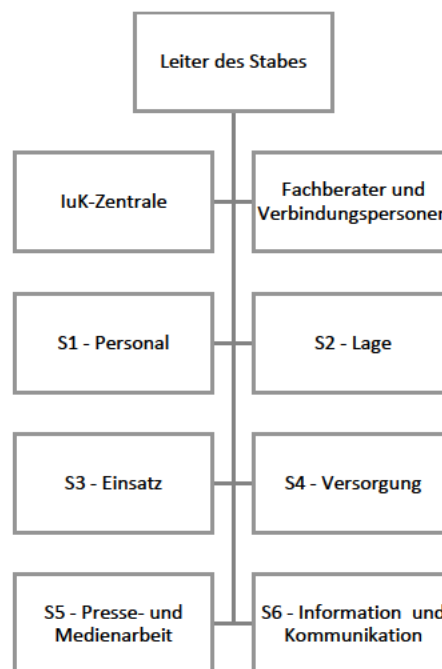 Leiter des Stabes
IuK-Zentrale
Fachberater und
Verbindungspersonen
S1 - Personal
S2 - Lage
S3 - Einsatz
S4 - Versorgung
S5 - Presse- und
Medienarbeit
S6 - Information und
Kommunikation